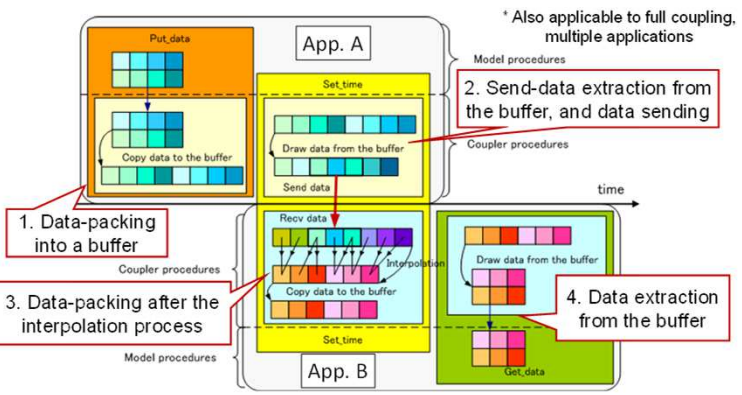 * Also applicable to full coupling,
multiple applications
Put_data
App. A
Model procedures
Set_time
2. Send-data extraction from
the buffer, and data sending
Copy data to the buffer
Draw data from the buffer
Coupler procedures
Send data
time
1. Data-packing
into a buffer
Recv data
Interpolation
Draw data from the buffer
Coupler procedures
Copy data to the buffer
3. Data-packing after the
interpolation process
4. Data extraction
from the buffer
Set_time
Model procedures
App. B
Get_data